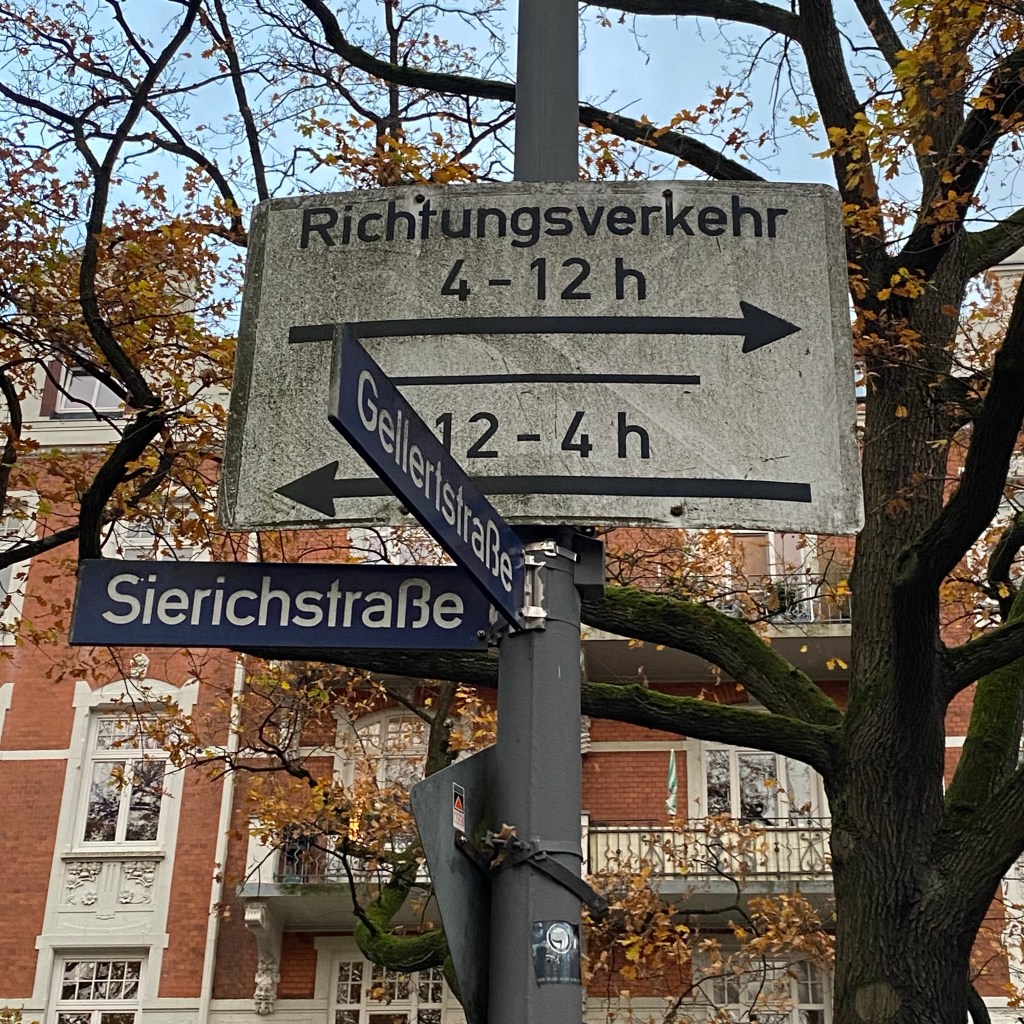 Richtungsverkehr
4 - 12 h
12 - 4 h
Gellertstraße
Sierichstraße